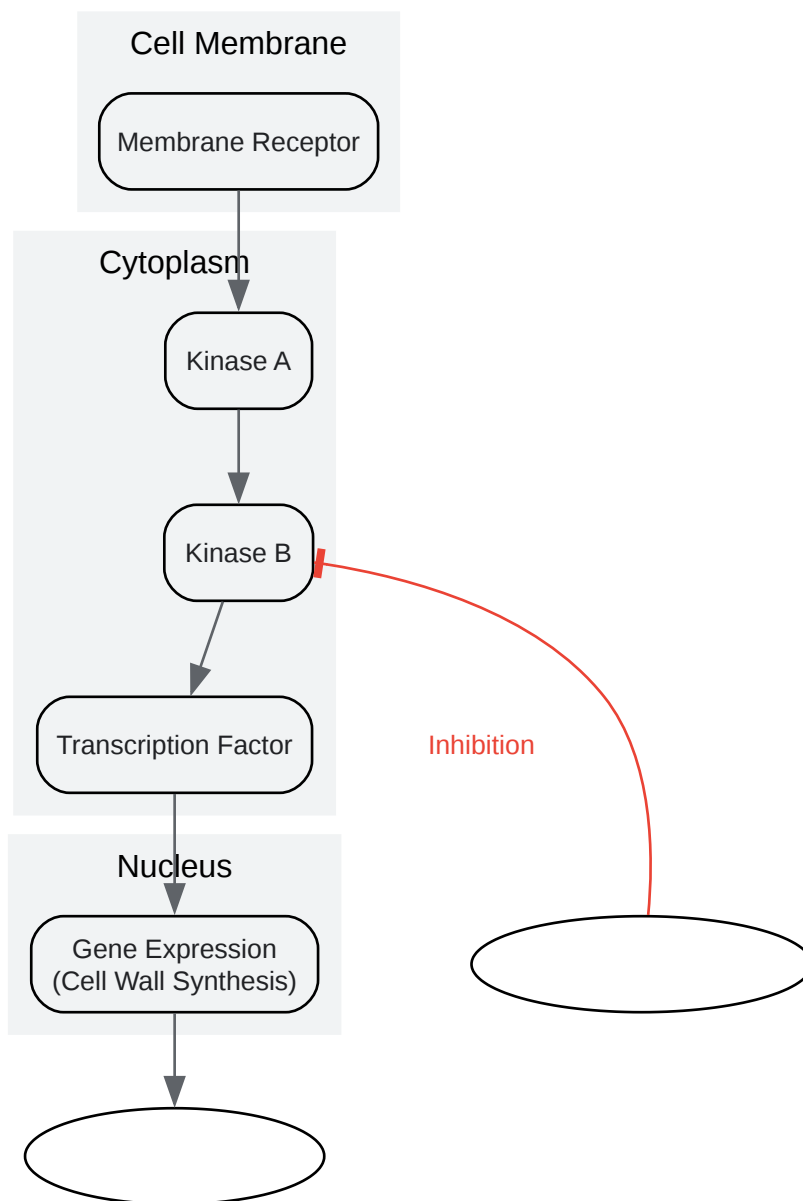 Cell Membrane
Membrane Receptor
Cytoplasm
Kinase A
Kinase B
Transcription Factor
Inhibition
Nucleus
Gene Expression
(Cell Wall Synthesis)